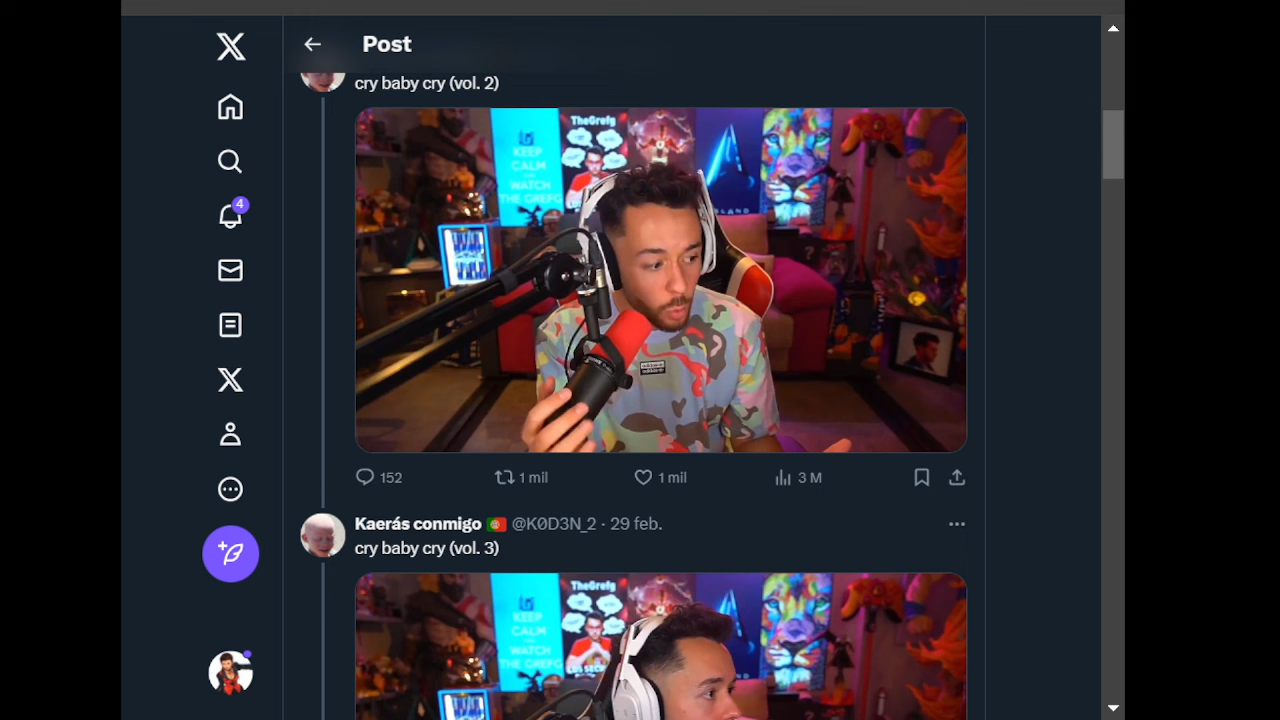 Post
cry baby cry (vol. 2)
TheGrefg
KEEP
CALM
WATCH
THE GREFG
4
152
1 mil
1 mil
3 M
Kaerás conmigo @K0D3N_2 · 29 feb.
cry baby cry (vol. 3)
TheGrefg
KEEP
CALM
WATCH
THE GREFG